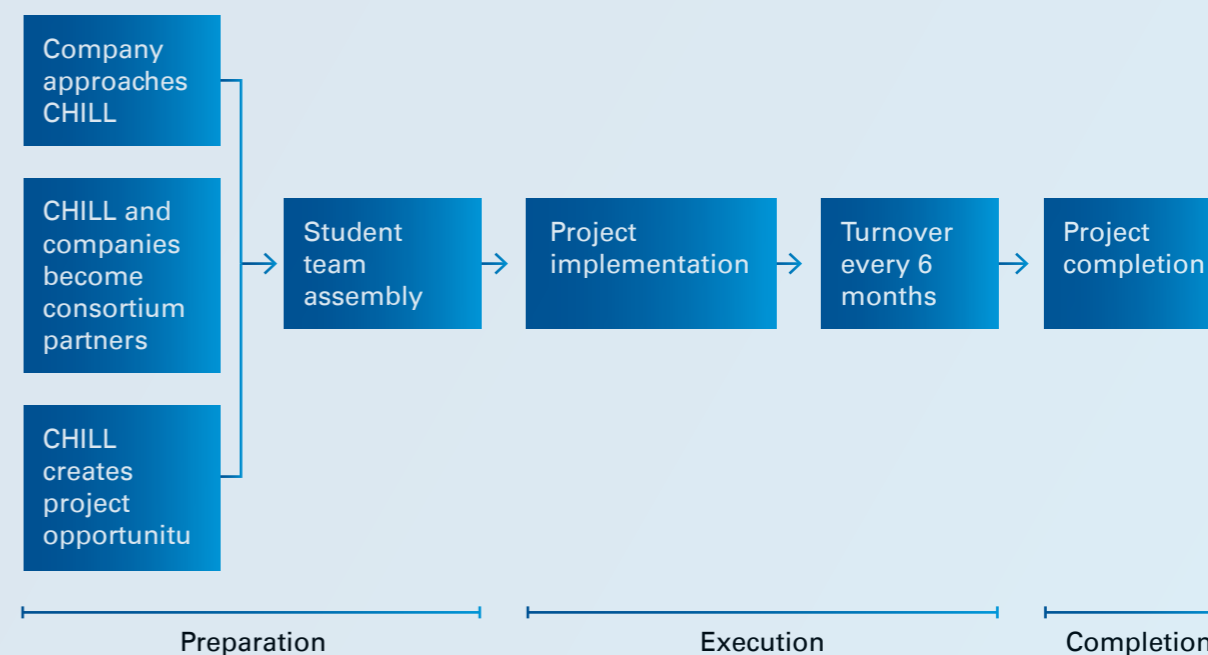 Company
approaches
CHILL
CHILL and
companies
become
consortium
partners
CHILL
creates
project
opportunitu
Student
team
assembly
Project
implementation
Turnover
every 6
months
Project
completion
Preparation
Execution
Completion